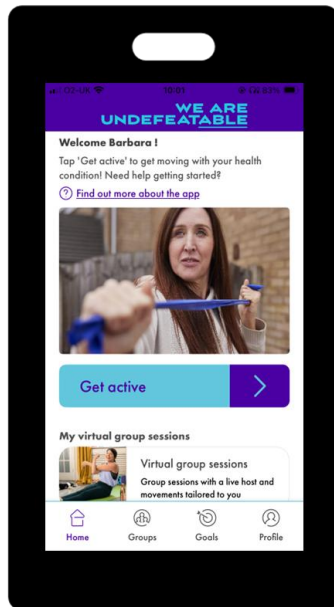 O2-UK 10:01 83%
WE ARE
UNDEFEATABLE
Welcome Barbara !
Tap 'Get active' to get moving with your health
condition! Need help getting started?
? Find out more about the app
Get active
My virtual group sessions
Virtual group sessions
Group sessions with a live host and
movements tailored to you
Home Groups Goals Profile